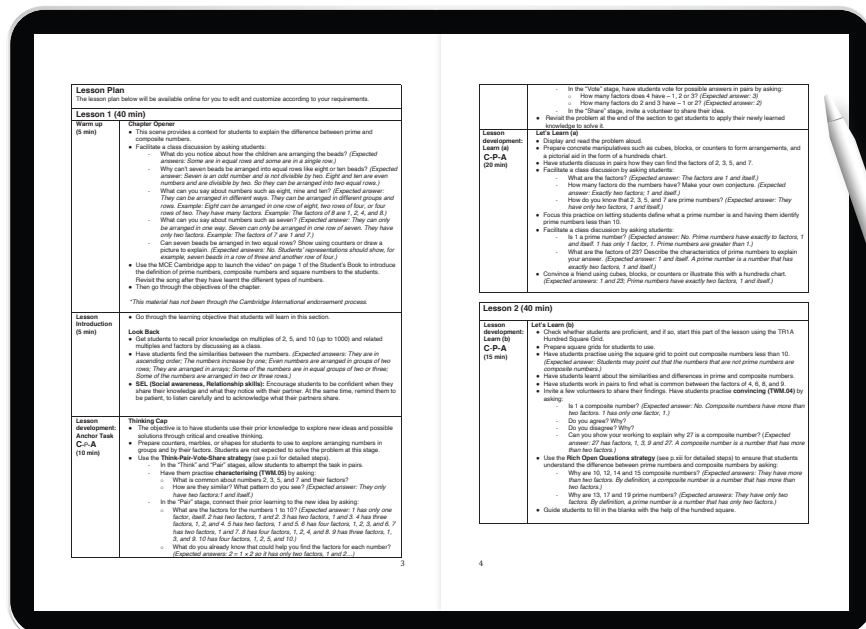 Lesson Plan
The lesson plan below will be available online for you to edit and customize according to your requirements.
Lesson 1 (40 min)
Warm up
(5 min)
Chapter Opener
● This scene provides a context for students to explain the difference between prime and
composite numbers.
● Facilitate a class discussion by asking students:
- What do you notice about how the children are arranging the beads? (Expected
answers: Some are in equal rows and some are in a single row.)
- Why can't seven beads be arranged into equal rows like eight or ten beads? (Expected
answer: Seven is an odd number and is not divisible by two. Eight and ten are even
numbers and are divisible by two. So they can be arranged into two equal rows.)
- What can you say about numbers such as eight, nine and ten? (Expected answer:
They can be arranged in different ways. They can be arranged in different groups and
rows. Example: Eight can be arranged in one row of eight, two rows of four, or four
rows of two. They have many factors. Example: The factors of 8 are 1, 2, 4, and 8.)
- What can you say about numbers such as seven? (Expected answer: They can only
be arranged in one way. Seven can only be arranged in one row of seven. They have
only two factors. Example: The factors of 7 are 1 and 7.)
- Can seven beads be arranged in two equal rows? Show using counters or draw a
picture to explain. (Expected answers: No. Students' representations should show, for
example, seven beads in a row of three and another row of four.)
● Use the MCE Cambridge app to launch the video* on page 1 of the Student's Book to introduce
the definition of prime numbers, composite numbers and square numbers to the students.
Revisit the song after they have learnt the different types of numbers.
● Then go through the objectives of the chapter.
*This material has not been through the Cambridge International endorsement process.
Lesson
Introduction
(5 min)
● Go through the learning objective that students will learn in this section.
Look Back
● Get students to recall prior knowledge on multiples of 2, 5, and 10 (up to 1000) and related
multiples and factors by discussing as a class.
● Have students find the similarities between the numbers. (Expected answers: They are in
ascending order; The numbers increase by one; Even numbers are arranged in groups of two
rows; They are arranged in arrays; Some of the numbers are in equal groups of two or three;
Some of the numbers are arranged in two or three rows.)
● SEL (Social awareness, Relationship skills): Encourage students to be confident when they
share their knowledge and what they notice with their partner. At the same time, remind them to
be patient, to listen carefully and to acknowledge what their partners share.
Lesson
development:
Anchor Task
C-P-A
(10 min)
Thinking Cap
● The objective is to have students use their prior knowledge to explore new ideas and possible
solutions through critical and creative thinking.
● Prepare counters, marbles, or shapes for students to use to explore arranging numbers in
groups and by their factors. Students are not expected to solve the problem at this stage.
● Use the Think-Pair-Vote-Share strategy (see p.xii for detailed steps).
- In the "Think" and "Pair" stages, allow students to attempt the task in pairs.
- Have them practise characterising (TWM.05) by asking:
○ What is common about numbers 2, 3, 5, and 7 and their factors?
○ How are they similar? What pattern do you see? (Expected answer: They only
have two factors:1 and itself.)
- In the "Pair" stage, connect their prior learning to the new idea by asking:
○ What are the factors for the numbers 1 to 10? (Expected answer: 1 has only one
factor, itself. 2 has two factors, 1 and 2. 3 has two factors, 1 and 3. 4 has three
factors, 1, 2, and 4. 5 has two factors, 1 and 5. 6 has four factors, 1, 2, 3, and 6. 7
has two factors, 1 and 7. 8 has four factors, 1, 2, 4, and 8. 9 has three factors, 1,
3, and 9. 10 has four factors, 1, 2, 5, and 10.)
○ What do you already know that could help you find the factors for each number?
(Expected answers: 2 = 1 × 2 so it has only two factors, 1 and 2…)
3
- In the "Vote" stage, have students vote for possible answers in pairs by asking:
○ How many factors does 4 have – 1, 2 or 3? (Expected answer: 3)
○ How many factors do 2 and 3 have – 1 or 2? (Expected answer: 2)
- In the "Share" stage, invite a volunteer to share their idea.
● Revisit the problem at the end of the section to get students to apply their newly learned
knowledge to solve it.
Lesson
development:
Learn (a)
C-P-A
(20 min)
Let's Learn (a)
● Display and read the problem aloud.
● Prepare concrete manipulatives such as cubes, blocks, or counters to form arrangements, and
a pictorial aid in the form of a hundreds chart.
● Have students discuss in pairs how they can find the factors of 2, 3, 5, and 7.
● Facilitate a class discussion by asking students:
- What are the factors? (Expected answer: The factors are 1 and itself.)
- How many factors do the numbers have? Make your own conjecture. (Expected
answer: Exactly two factors, 1 and itself.)
- How do you know that 2, 3, 5, and 7 are prime numbers? (Expected answer: They
have only two factors, 1 and itself.)
● Focus this practice on letting students define what a prime number is and having them identify
prime numbers less than 10.
● Facilitate a class discussion by asking students:
- Is 1 a prime number? (Expected answer: No. Prime numbers have exactly to factors, 1
and itself. 1 has only 1 factor, 1. Prime numbers are greater than 1.)
- What are the factors of 23? Describe the characteristics of prime numbers to explain
your answer. (Expected answer: 1 and itself. A prime number is a number that has
exactly two factors, 1 and itself.)
● Convince a friend using cubes, blocks, or counters or illustrate this with a hundreds chart.
(Expected answers: 1 and 23; Prime numbers have exactly two factors, 1 and itself.)
Lesson 2 (40 min)
Lesson
development:
Learn (b)
C-P-A
(15 min)
Let's Learn (b)
● Check whether students are proficient, and if so, start this part of the lesson using the TR1A
Hundred Square Grid.
● Prepare square grids for students to use.
● Have students practise using the square grid to point out composite numbers less than 10.
(Expected answer: Students may point out that the numbers that are not prime numbers are
composite numbers.)
● Have students learnt about the similarities and differences in prime and composite numbers.
● Have students work in pairs to find what is common between the factors of 4, 6, 8, and 9.
● Invite a few volunteers to share their findings. Have students practise convincing (TWM.04) by
asking:
- Is 1 a composite number? (Expected answer: No. Composite numbers have more than
two factors. 1 has only one factor, 1.)
- Do you agree? Why?
- Do you disagree? Why?
- Can you show your working to explain why 27 is a composite number? (Expected
answer: 27 has factors, 1, 3, 9 and 27. A composite number is a number that has more
than two factors.)
● Use the Rich Open Questions strategy (see p.xiii for detailed steps) to ensure that students
understand the difference between prime numbers and composite numbers by asking:
- Why are 10, 12, 14 and 15 composite numbers? (Expected answers: They have more
than two factors. By definition, a composite number is a number that has more than
two factors.)
- Why are 13, 17 and 19 prime numbers? (Expected answers: They have only two
factors. By definition, a prime number is a number that has only two factors.)
● Guide students to fill in the blanks with the help of the hundred square.
4